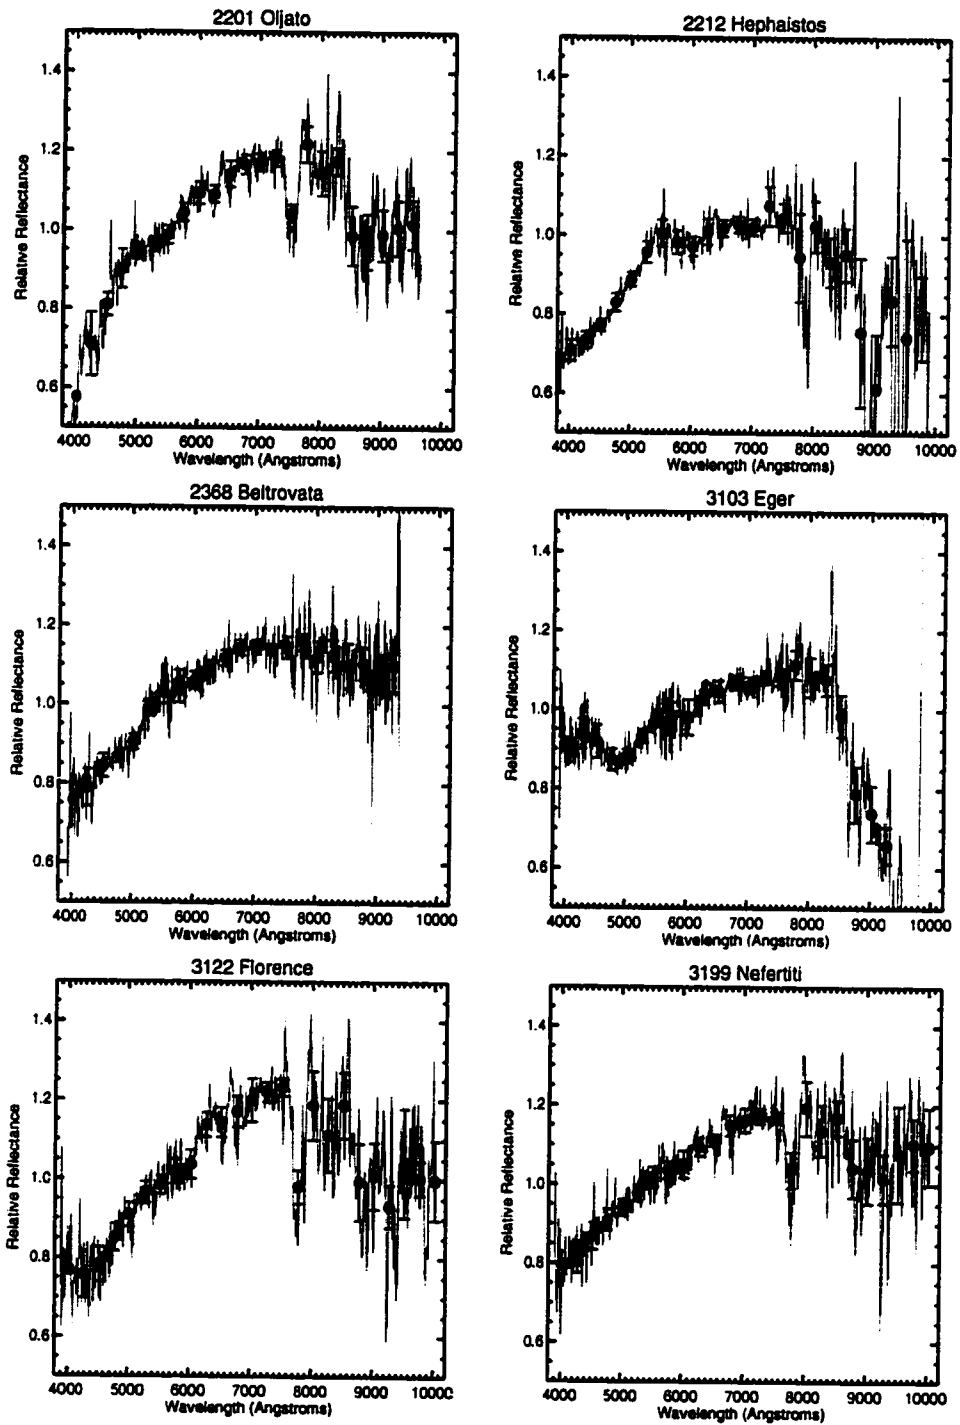 2201 Oljato
1.4
1.2
1.0
0.8
0.6
Relative Reflectance
4000 5000 6000 7000 8000 9000 10000
Wavelength (Angstroms)
2212 Hephaistos
1.4
1.2
1.0
0.8
0.6
Relative Reflectance
4000 5000 6000 7000 8000 9000 10000
Wavelength (Angstroms)
2368 Beltrovata
1.4
1.2
1.0
0.8
0.6
Relative Reflectance
4000 5000 6000 7000 8000 9000 10000
Wavelength (Angstroms)
3103 Eger
1.4
1.2
1.0
0.8
0.6
Relative Reflectance
4000 5000 6000 7000 8000 9000 10000
Wavelength (Angstroms)
3122 Florence
1.4
1.2
1.0
0.8
0.6
Relative Reflectance
4000 5000 6000 7000 8000 9000 10000
Wavelength (Angstroms)
3199 Nefertiti
1.4
1.2
1.0
0.8
0.6
Relative Reflectance
4000 5000 6000 7000 8000 9000 10000
Wavelength (Angstroms)